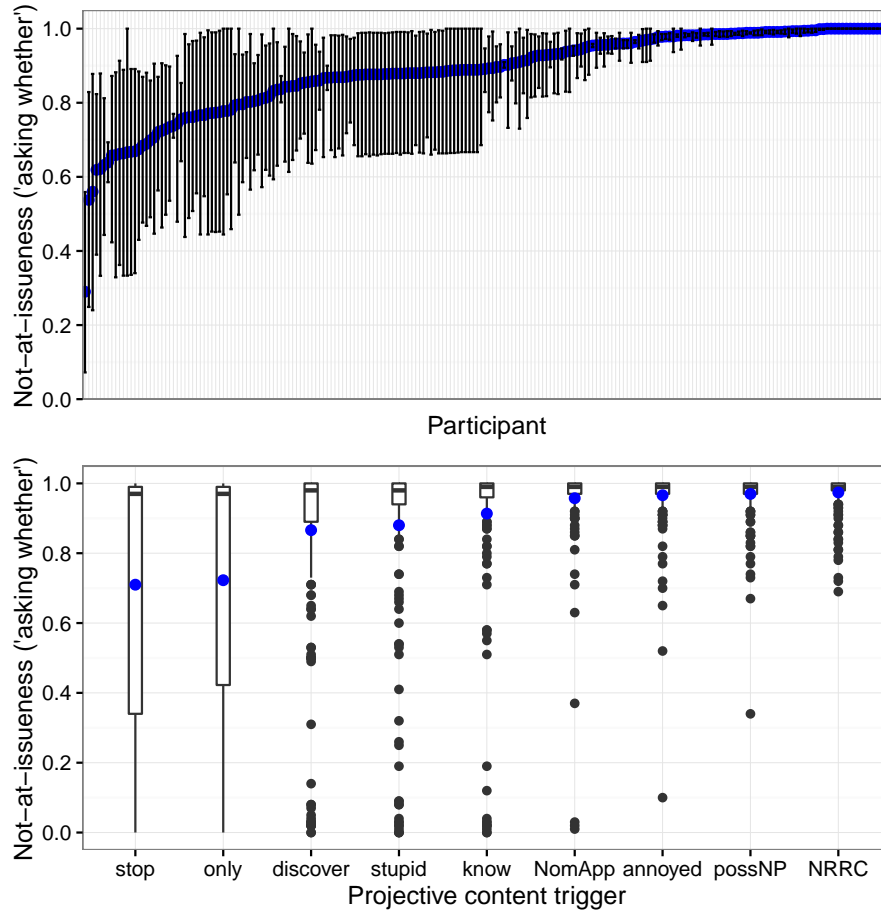 Not−at−issueness ('asking whether')
1.0
0.8
0.6
0.4
0.2
0.0
Participant
Not−at−issueness ('asking whether')
1.0
0.8
0.6
0.4
0.2
0.0
stop only discover stupid know NomApp annoyed possNP NRRC
Projective content trigger